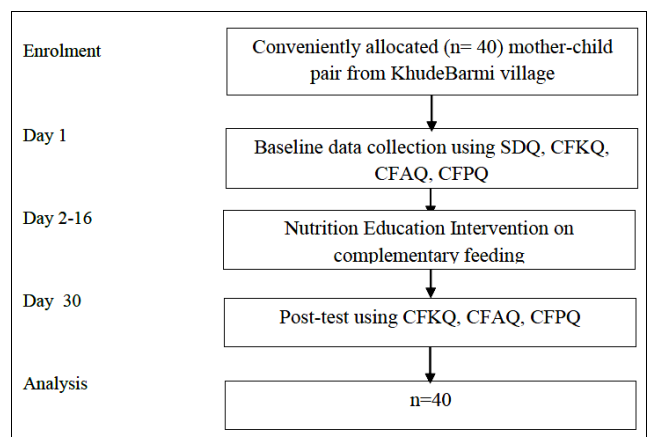 Enrolment
Conveniently allocated (n= 40) mother-child
pair from KhudeBarmi village
Day 1
Baseline data collection using SDQ, CFKQ,
CFAQ, CFPQ
Day 2-16
Nutrition Education Intervention on
complementary feeding
Day 30
Post-test using CFKQ, CFAQ, CFPQ
Analysis
n=40